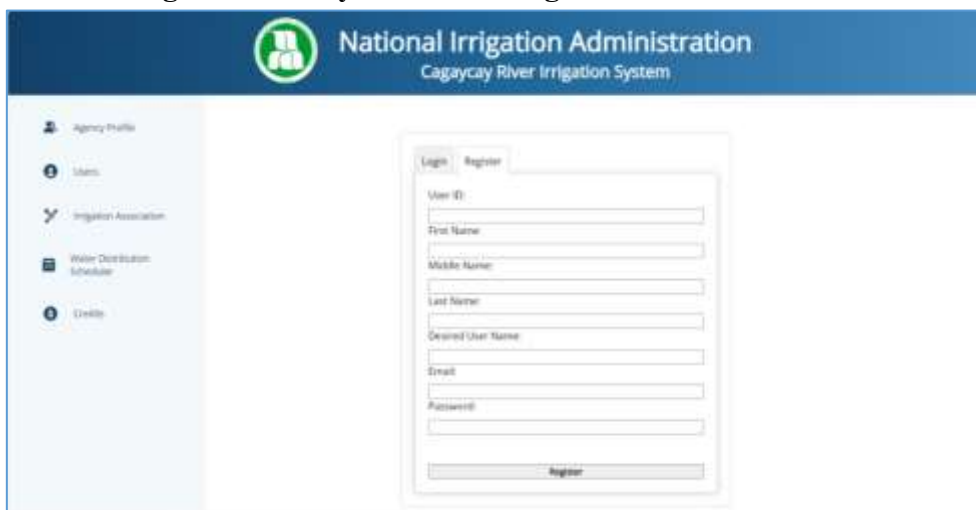 National Irrigation Administration
Cagaycay River Irrigation System
Agency Profile
Users
Irrigation Association
Water Distribution
Scheduler
Credits
Login Register
User ID:
First Name:
Middle Name:
Last Name:
Desired User Name:
Email:
Password:
Register